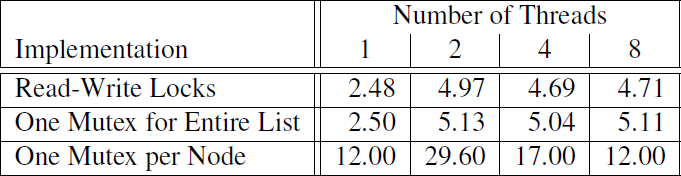 Number of Threads
Implementation 1 2 4 8
Read-Write Locks 2.48 4.97 4.69 4.71
One Mutex for Entire List 2.50 5.13 5.04 5.11
One Mutex per Node 12.00 29.60 17.00 12.00